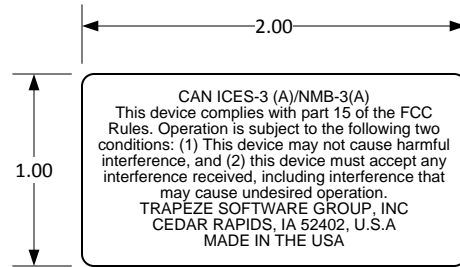 2.00
1.00
CAN ICES-3 (A)/NMB-3(A)
This device complies with part 15 of the FCC
Rules. Operation is subject to the following two
conditions: (1) This device may not cause harmful
interference, and (2) this device must accept any
interference received, including interference that
may cause undesired operation.
TRAPEZE SOFTWARE GROUP, INC
CEDAR RAPIDS, IA 52402, U.S.A
MADE IN THE USA